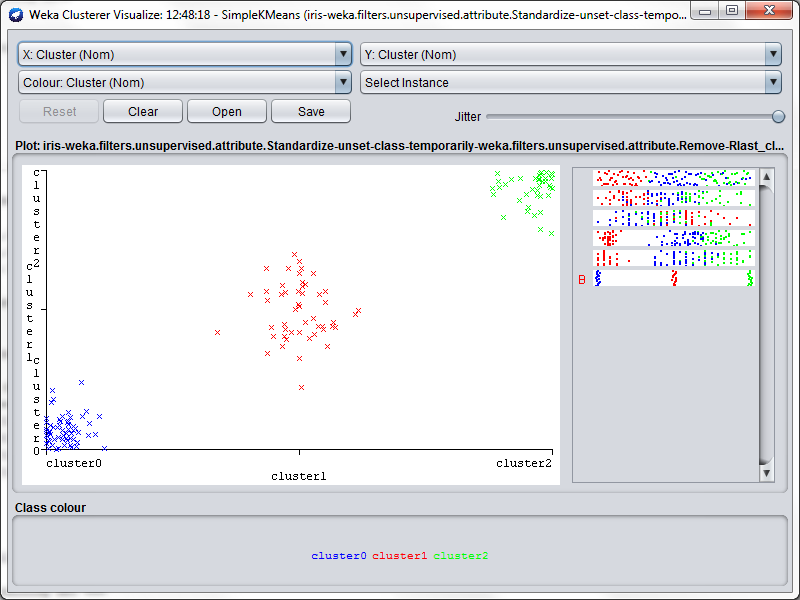 Weka Clusterer Visualize: 12:48:18 - SimpleKMeans (iris-weka.filters.unsupervised.attribute.Standardize-unset-class-tempo...
X: Cluster (Nom)
Y: Cluster (Nom)
Colour: Cluster (Nom)
Select Instance
Reset
Clear
Open
Save
Jitter
Plot: iris-weka.filters.unsupervised.attribute.Standardize-unset-class-temporarily-weka.filters.unsupervised.attribute.Remove-Rlast_cl...
cluster2
cluster1
cluster0
B
cluster0
cluster1
cluster2
Class colour
cluster0 cluster1 cluster2